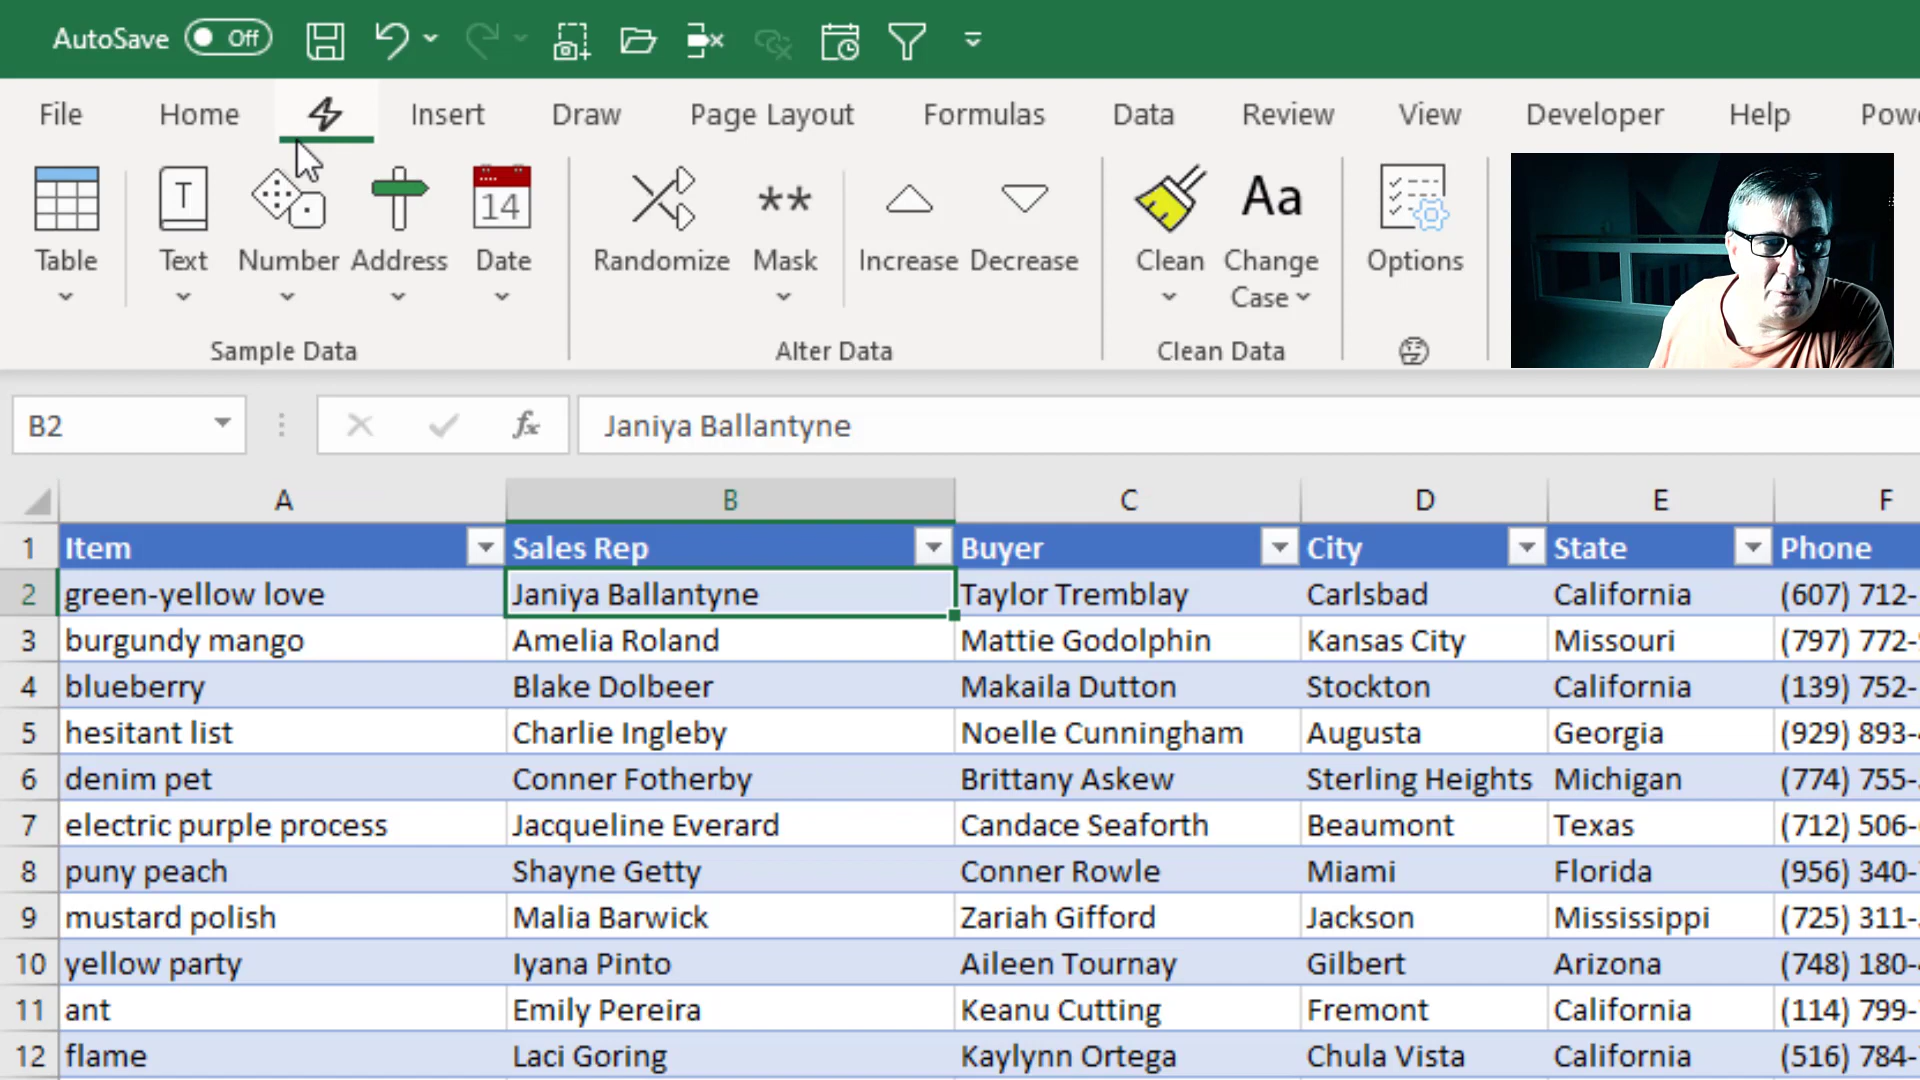 AutoSave Off
File Home Insert Draw Page Layout Formulas Data Review View Developer Help Pow
T 14 ** Aa
Table Text Number Address Date Randomize Mask Increase Decrease Clean Change Case Options
Sample Data Alter Data Clean Data
B2 fx Janiya Ballantyne
A B C D E F
1 Item Sales Rep Buyer City State Phone
2 green-yellow love Janiya Ballantyne Taylor Tremblay Carlsbad California (607) 712-
3 burgundy mango Amelia Roland Mattie Godolphin Kansas City Missouri (797) 772-
4 blueberry Blake Dolbeer Makaila Dutton Stockton California (139) 752-
5 hesitant list Charlie Ingleby Noelle Cunningham Augusta Georgia (929) 893-
6 denim pet Conner Fotherby Brittany Askew Sterling Heights Michigan (774) 755-
7 electric purple process Jacqueline Everard Candace Seaforth Beaumont Texas (712) 506-
8 puny peach Shayne Getty Conner Rowle Miami Florida (956) 340-
9 mustard polish Malia Barwick Zariah Gifford Jackson Mississippi (725) 311-
10 yellow party Iyana Pinto Aileen Tournay Gilbert Arizona (748) 180-
11 ant Emily Pereira Keanu Cutting Fremont California (114) 799-
12 flame Laci Goring Kaylynn Ortega Chula Vista California (516) 784-